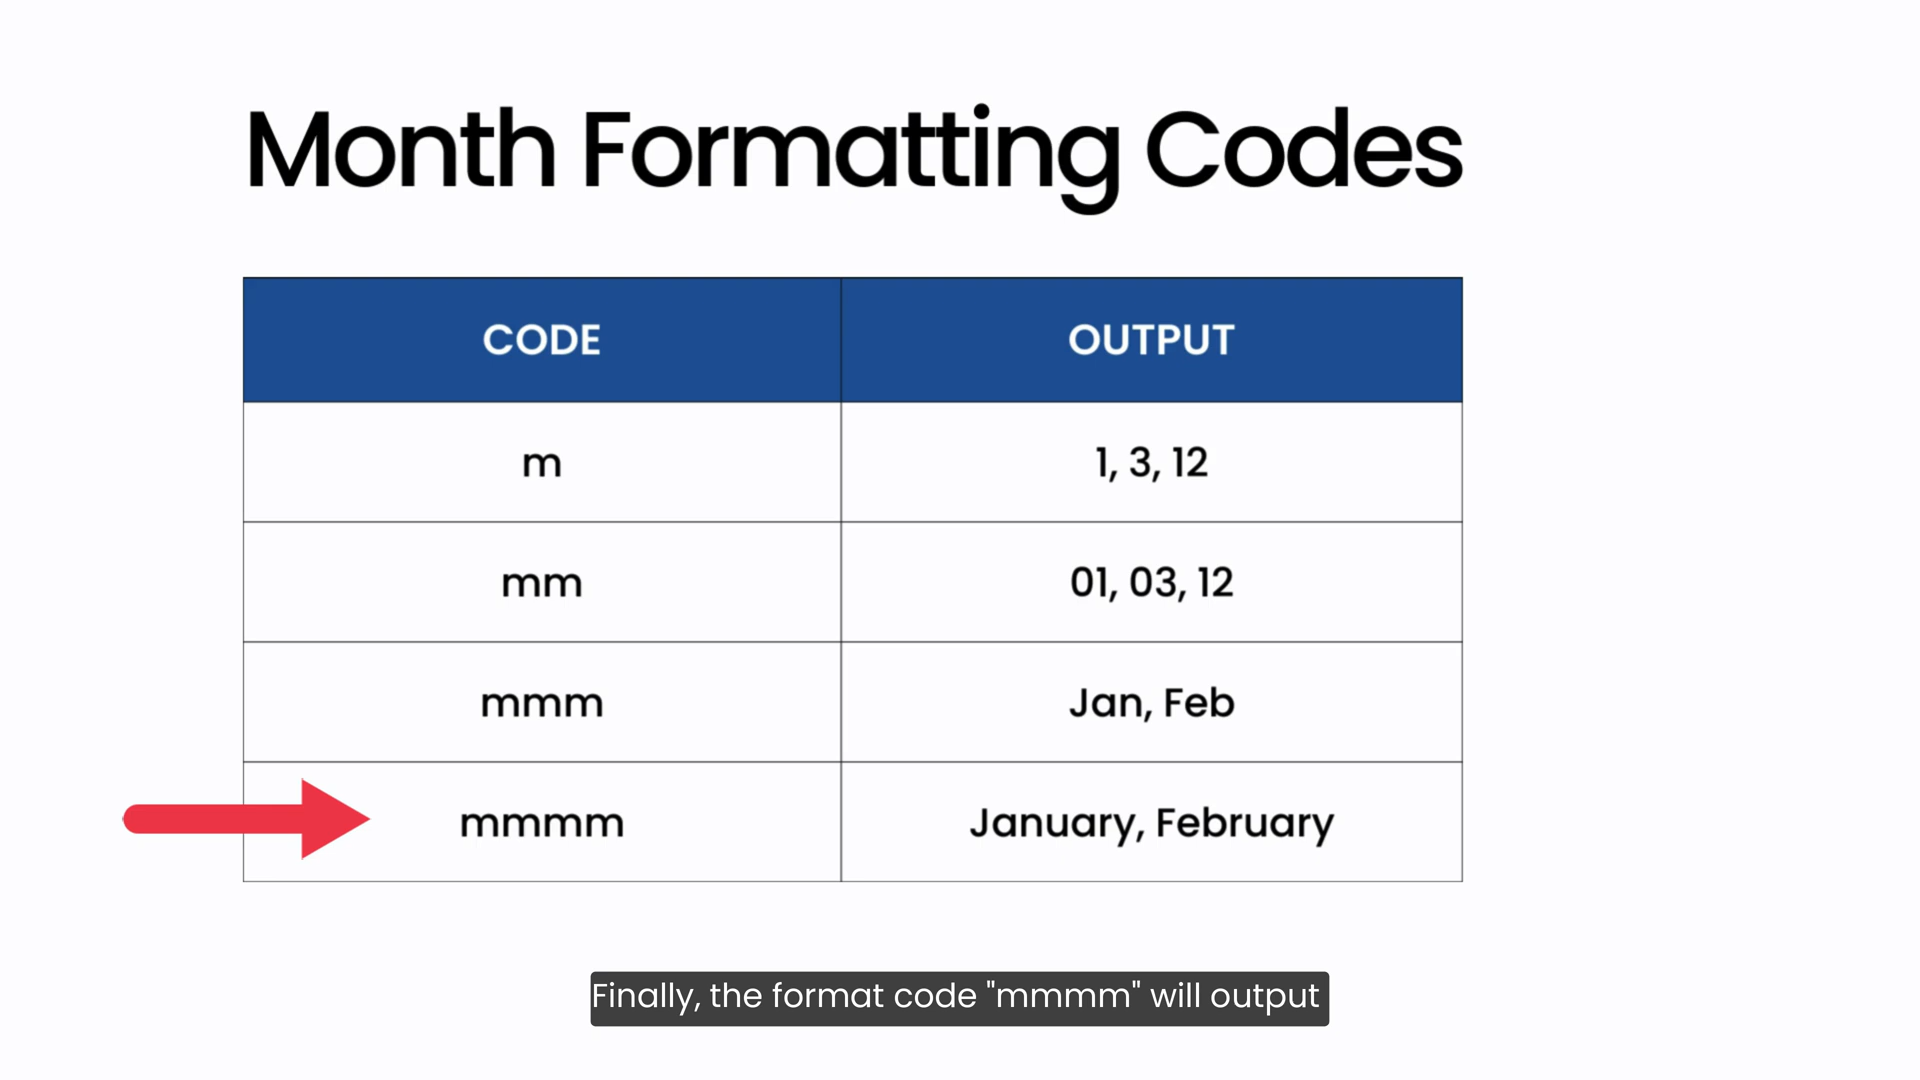 Month Formatting Codes
CODE OUTPUT
m 1, 3, 12
mm 01, 03, 12
mmm Jan, Feb
mmmm January, February
Finally, the format code "mmmm" will output